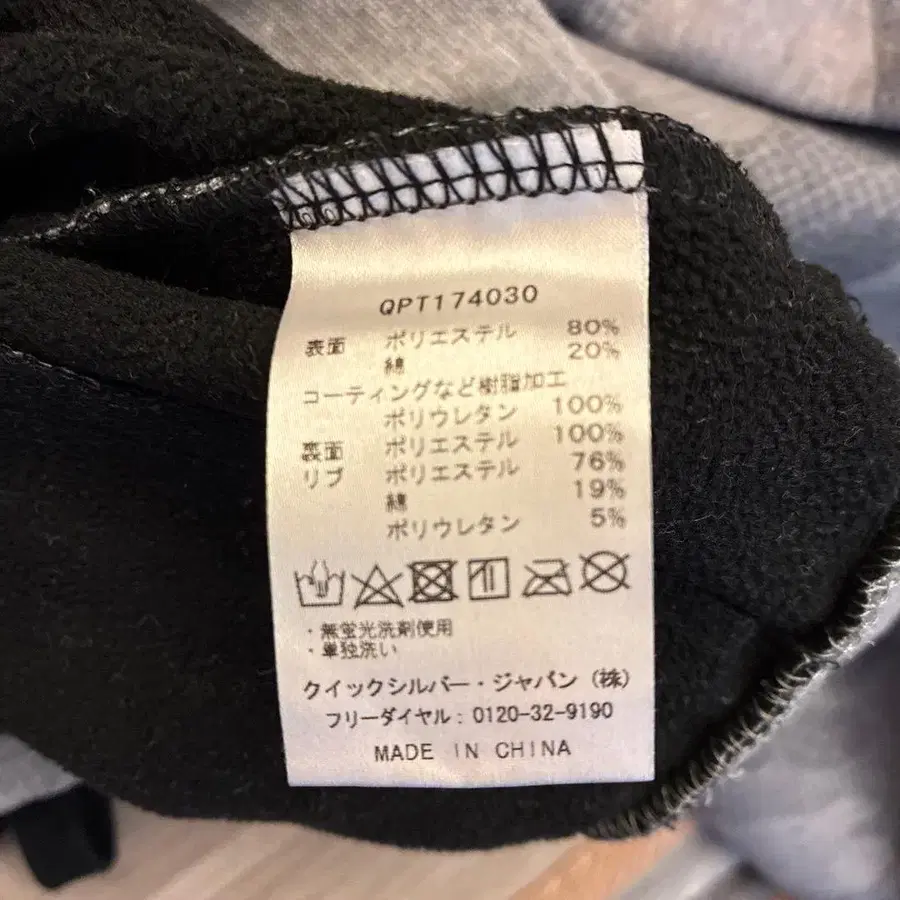 QPT174030
表面 ポリエステル 80%
綿 20%
コーティングなど樹脂加工
ポリウレタン 100%
裏面 ポリエステル 100%
リブ ポリエステル 76%
綿 19%
ポリウレタン 5%
・無蛍光洗剤使用
・単独洗い
クイックシルバー・ジャパン(株)
フリーダイヤル:0120-32-9190
MADE IN CHINA